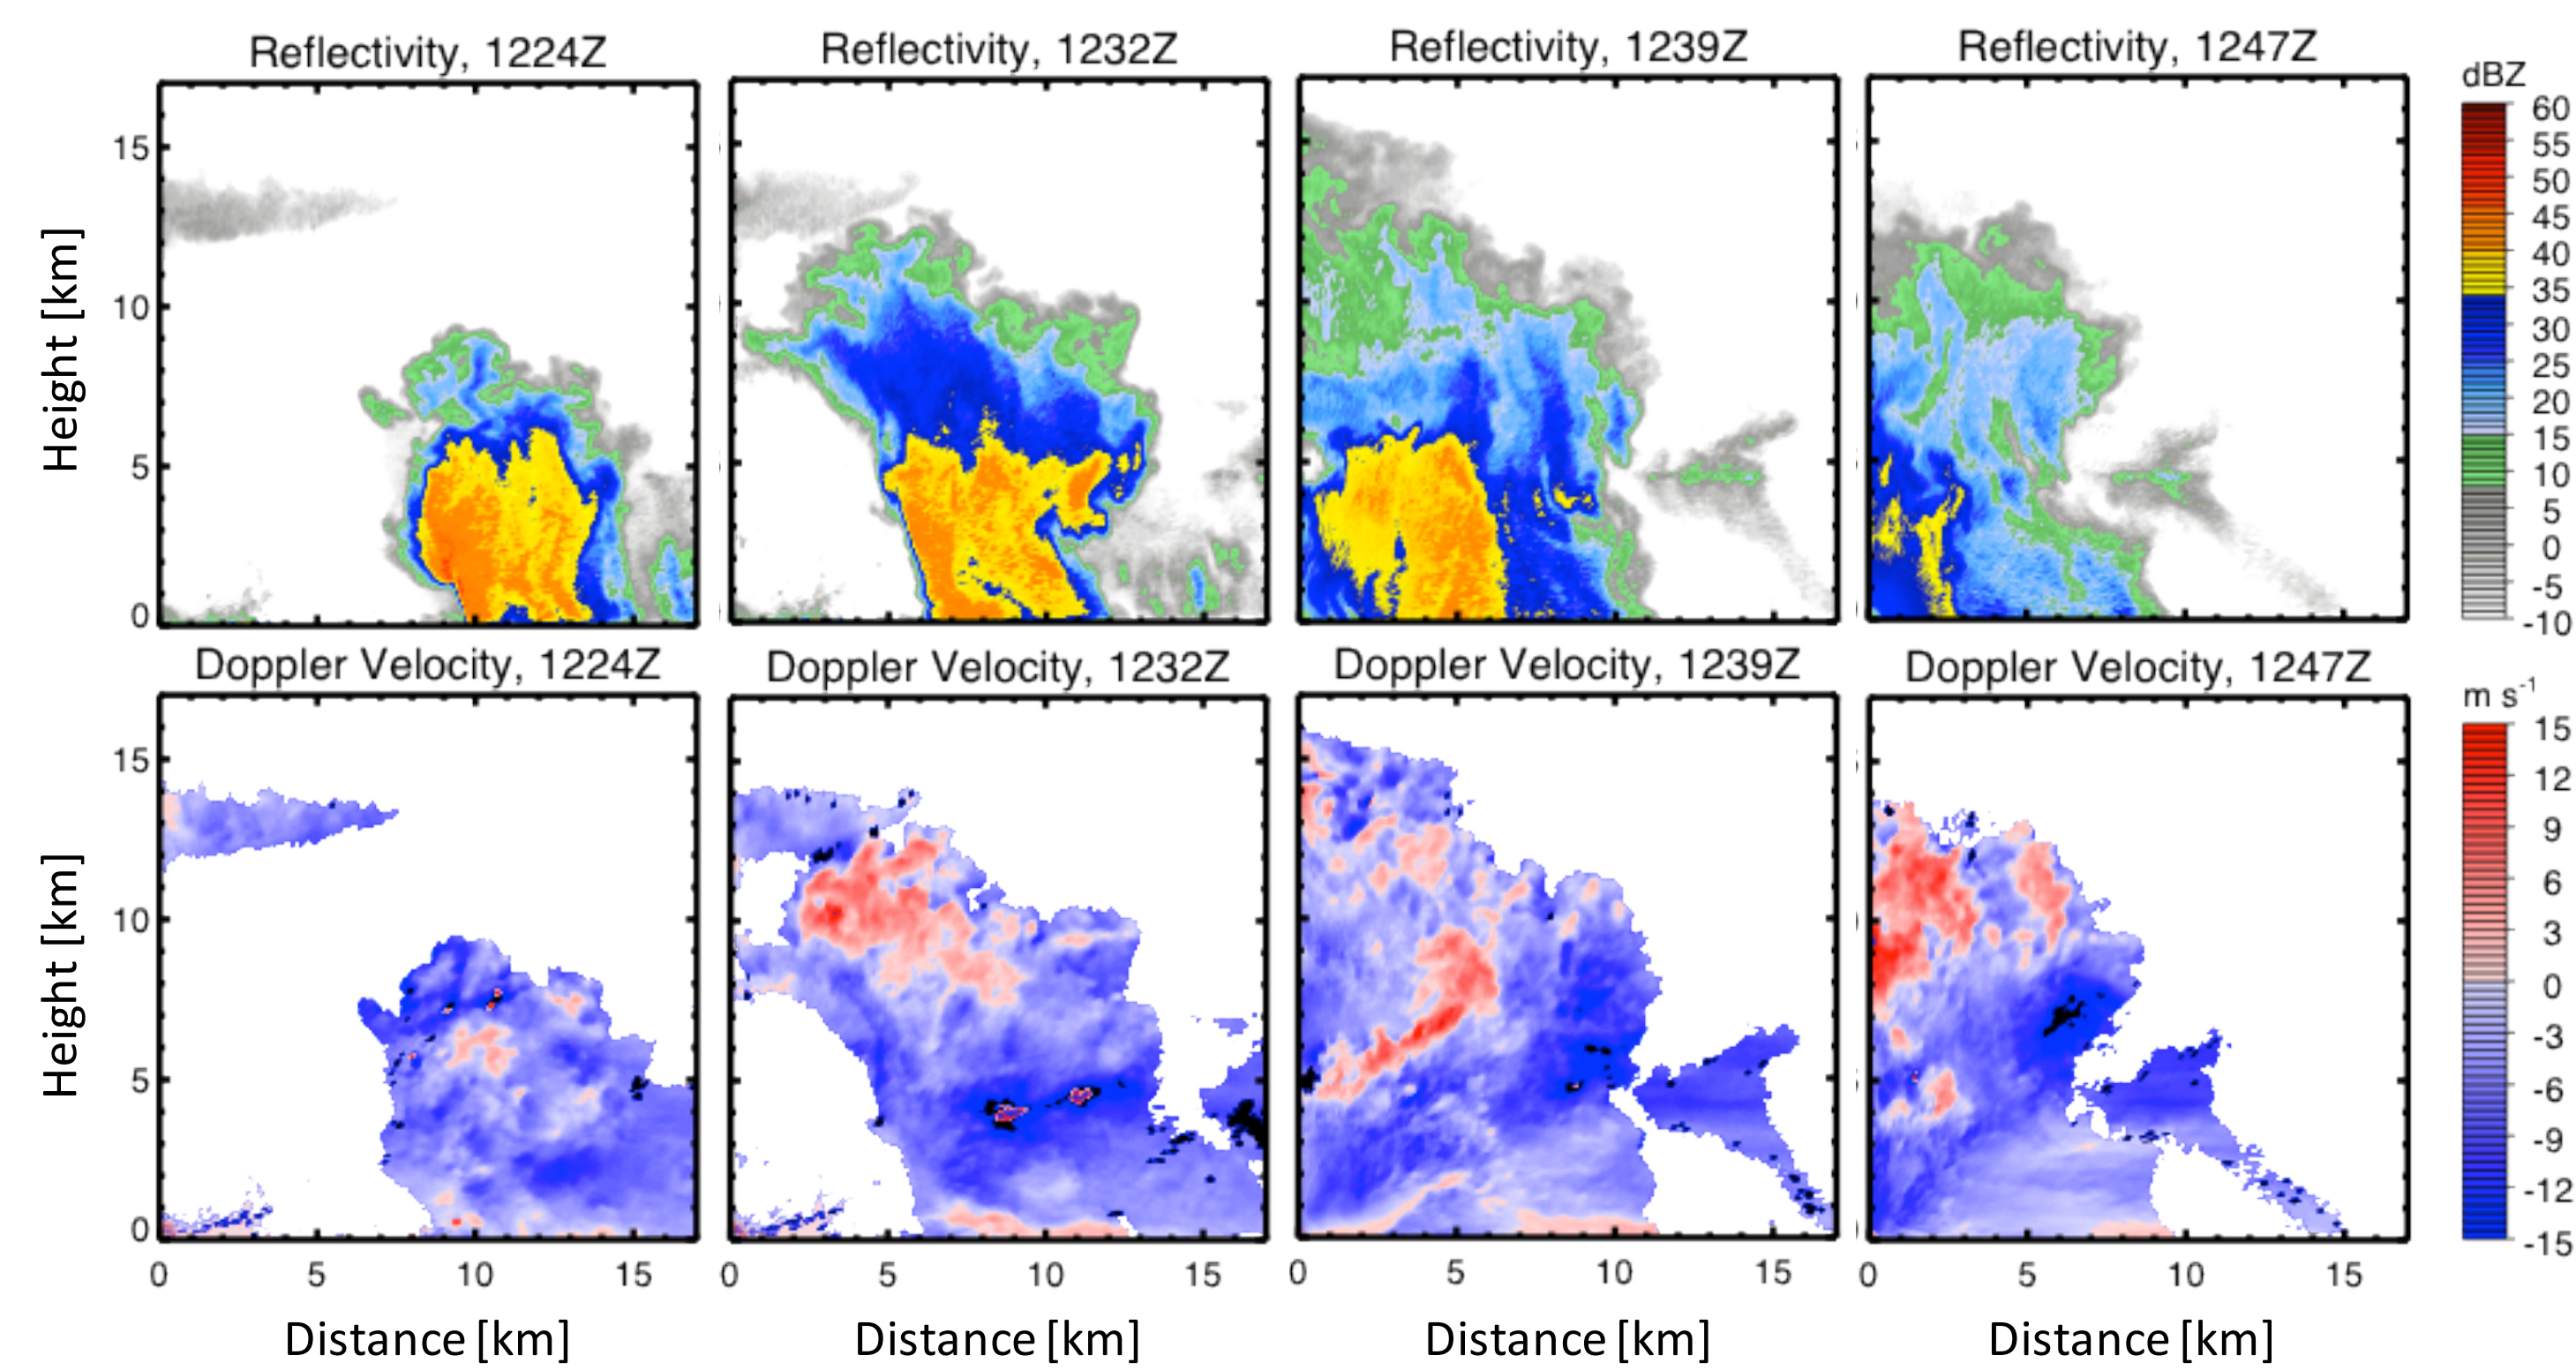 Reflectivity, 1224Z
Reflectivity, 1232Z
Reflectivity, 1239Z
Reflectivity, 1247Z
dBZ
60
55
50
45
40
35
30
25
20
15
10
5
0
-5
-10
Height [km]
15
10
5
0
Doppler Velocity, 1224Z
Doppler Velocity, 1232Z
Doppler Velocity, 1239Z
Doppler Velocity, 1247Z
m s-1
15
12
9
6
3
0
-3
-6
-9
-12
-15
Height [km]
15
10
5
0
0 5 10 15
0 5 10 15
0 5 10 15
0 5 10 15
Distance [km]
Distance [km]
Distance [km]
Distance [km]